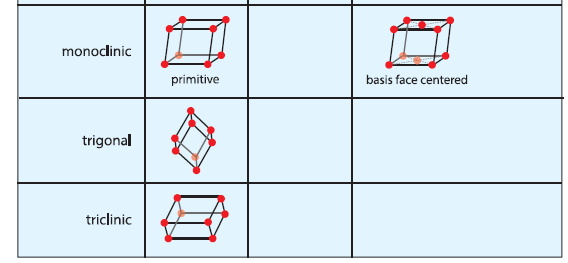 monoclinic
primitive
basis face centered
trigonal
triclinic